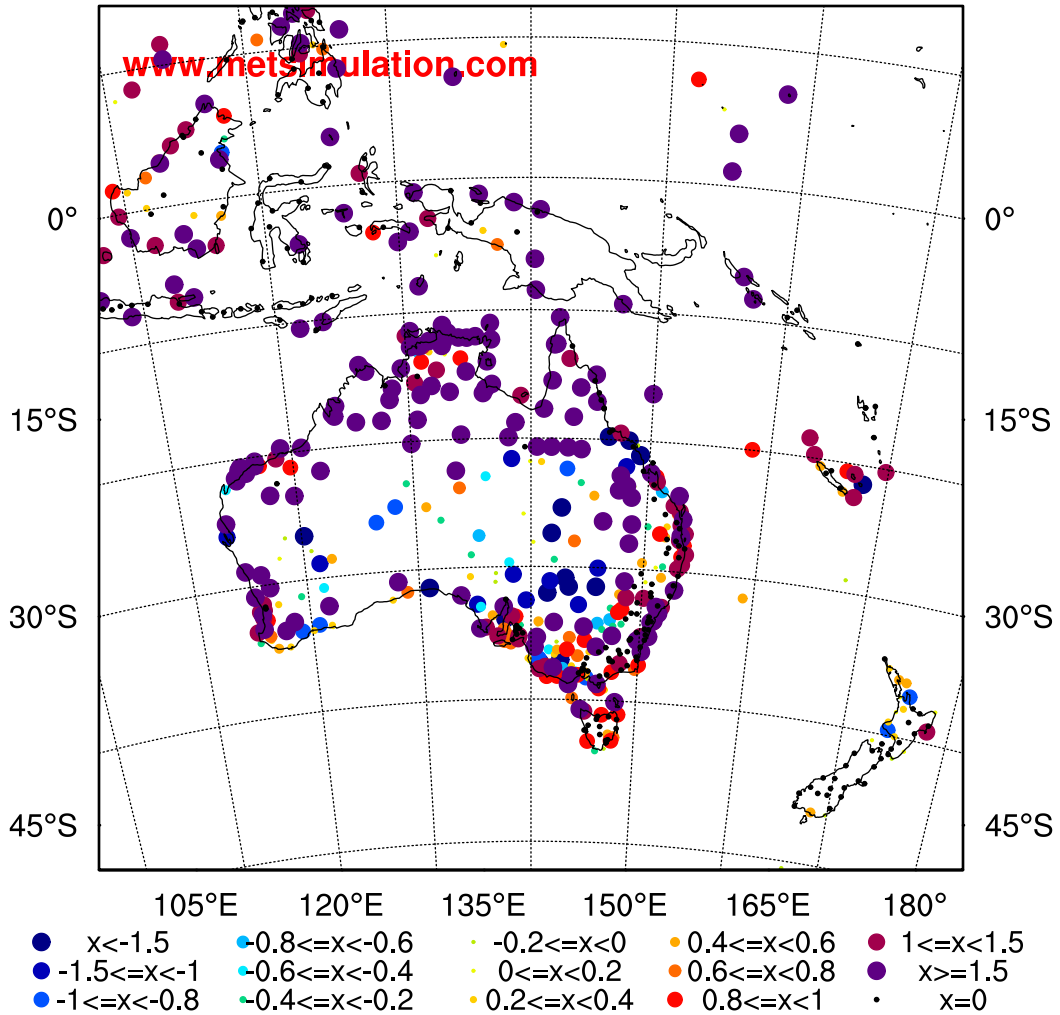 www.metsimulation.com
0° 0°
15°S 15°S
30°S 30°S
45°S 45°S
105°E 120°E 135°E 150°E 165°E 180°
x<-1.5 -0.8<=x<-0.6 -0.2<=x<0 0.4<=x<0.6 1<=x<1.5
-1.5<=x<-1 -0.6<=x<-0.4 0<=x<0.2 0.6<=x<0.8 x>=1.5
-1<=x<-0.8 -0.4<=x<-0.2 0.2<=x<0.4 0.8<=x<1 x=0